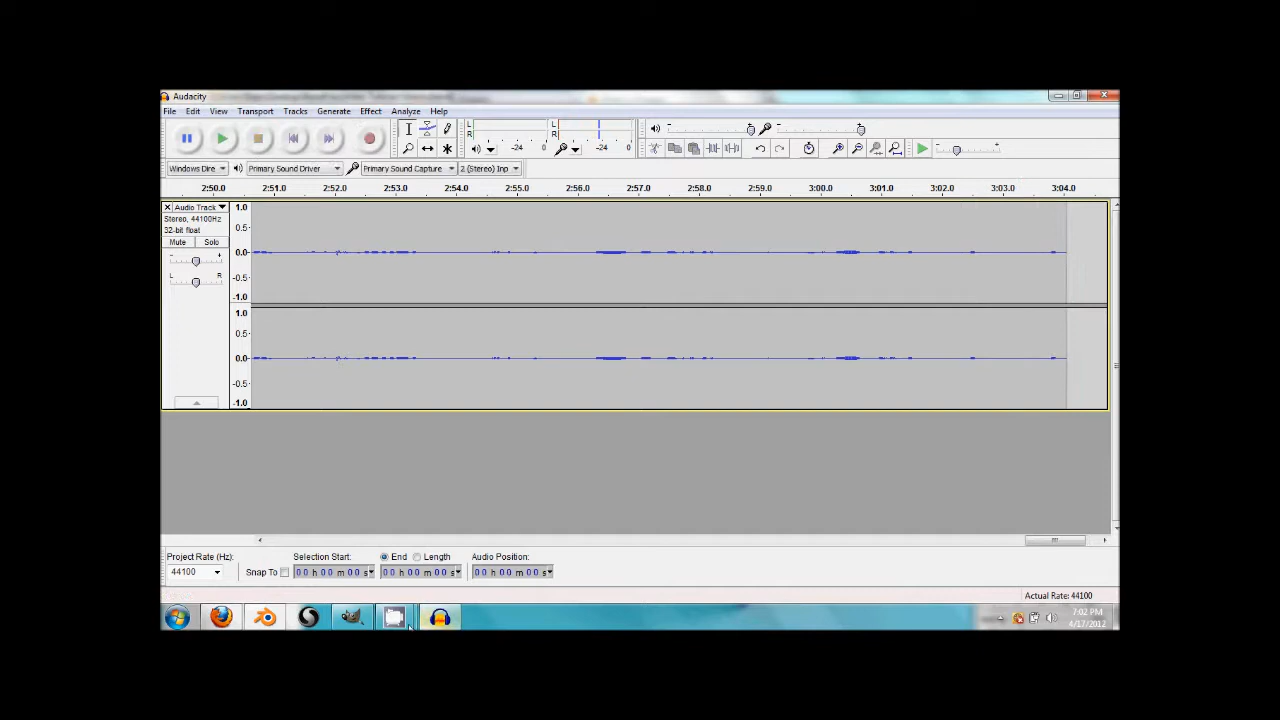 Audacity
File Edit View Transport Tracks Generate Effect Analyze Help
L R -24 0 L R -24 0
Windows Dire Primary Sound Driver Primary Sound Capture 2 (Stereo) Inp
2:50.0 2:51.0 2:52.0 2:53.0 2:54.0 2:55.0 2:56.0 2:57.0 2:58.0 2:59.0 3:00.0 3:01.0 3:02.0 3:03.0 3:04.0
Audio Track
Stereo, 44100Hz
32-bit float
Mute Solo
- +
L R
1.0
0.5
0.0
-0.5
-1.0
1.0
0.5
0.0
-0.5
-1.0
Project Rate (Hz): Selection Start: End Length Audio Position:
44100 Snap To 00 h 00 m 00 s 00 h 00 m 00 s 00 h 00 m 00 s
Actual Rate: 44100
7:02 PM
4/17/2012